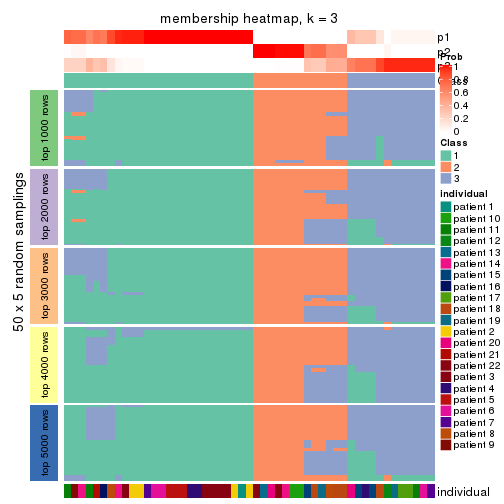 membership heatmap, k = 3
p1
p2
p3
Class
Prob
1
0.8
0.6
0.4
0.2
0
Class
1
2
3
individual
patient 1
patient 10
patient 11
patient 12
patient 13
patient 14
patient 15
patient 16
patient 17
patient 18
patient 19
patient 2
patient 20
patient 21
patient 22
patient 3
patient 4
patient 5
patient 6
patient 7
patient 8
patient 9
50 x 5 random samplings
top 1000 rows
top 2000 rows
top 3000 rows
top 4000 rows
top 5000 rows
individual